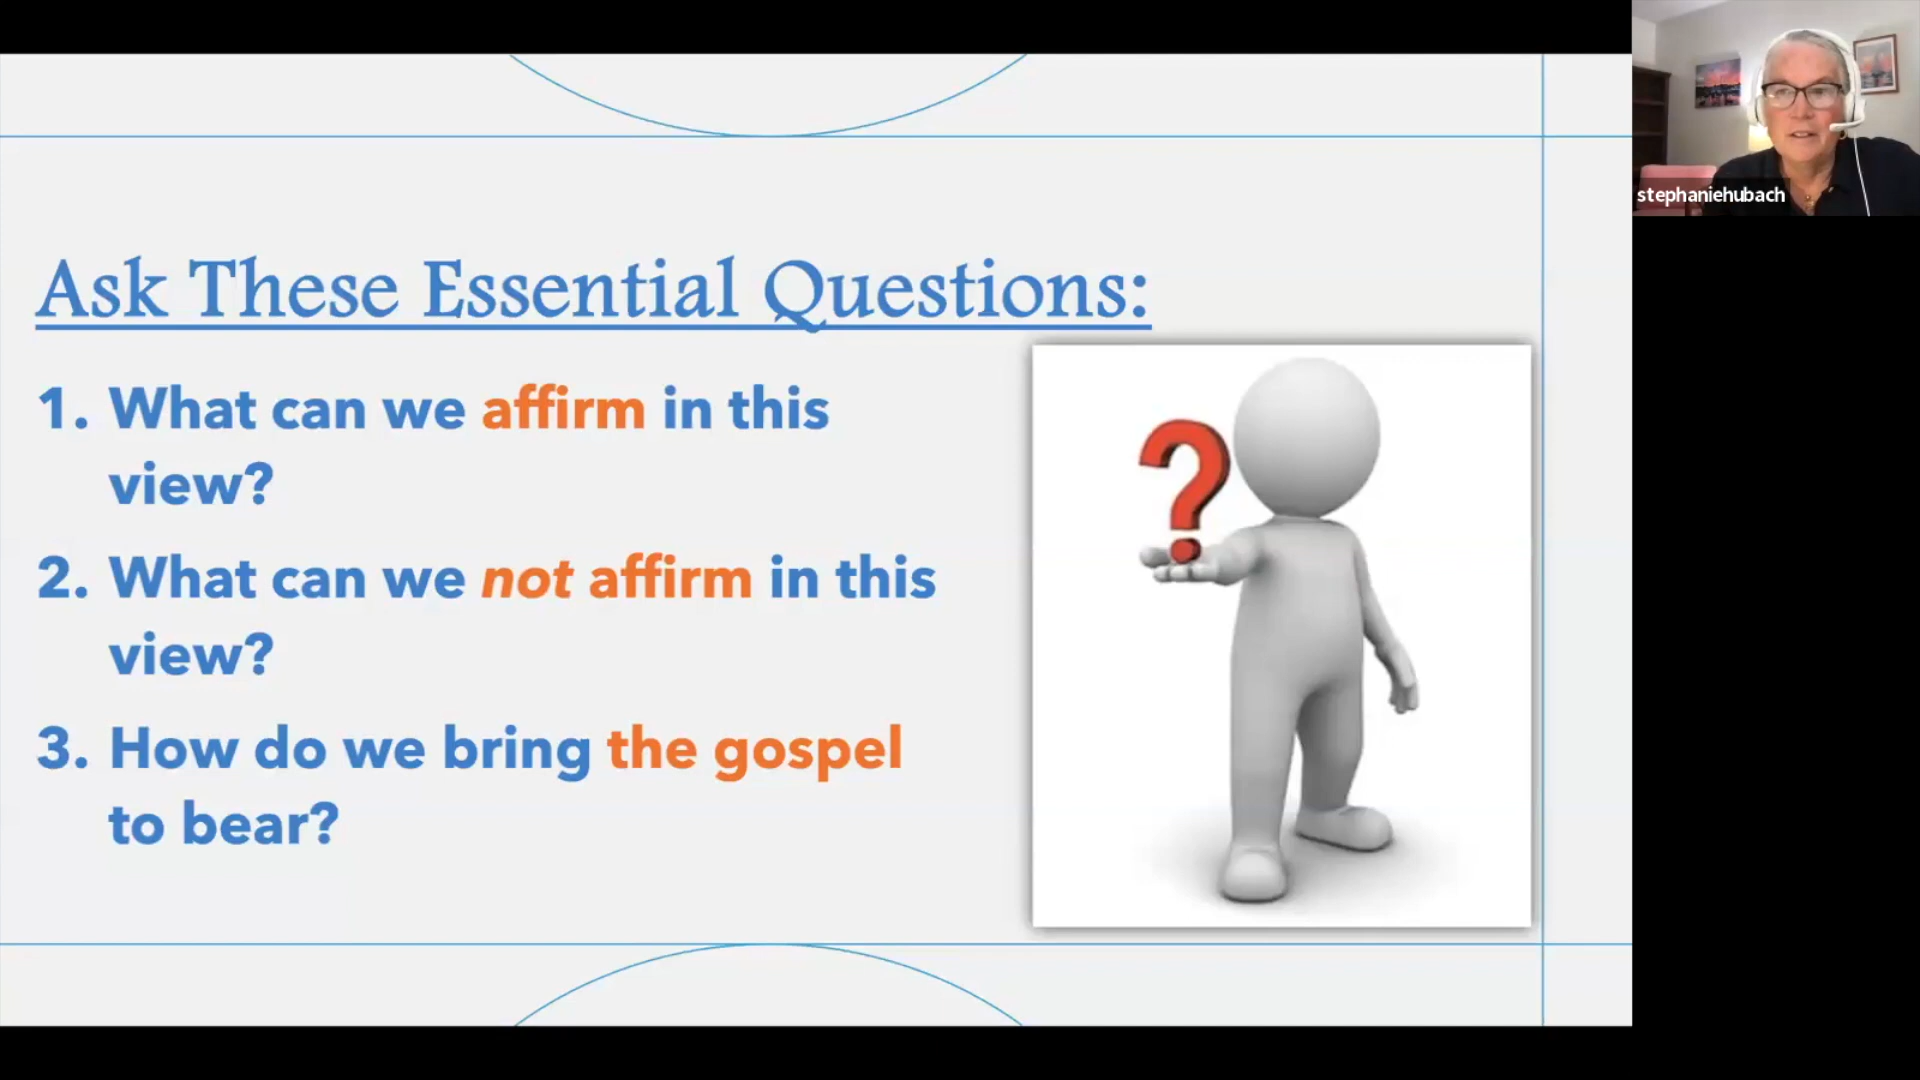 Ask These Essential Questions:
1. What can we affirm in this
view?
2. What can we not affirm in this
view?
3. How do we bring the gospel
to bear?
?
stephaniehubach